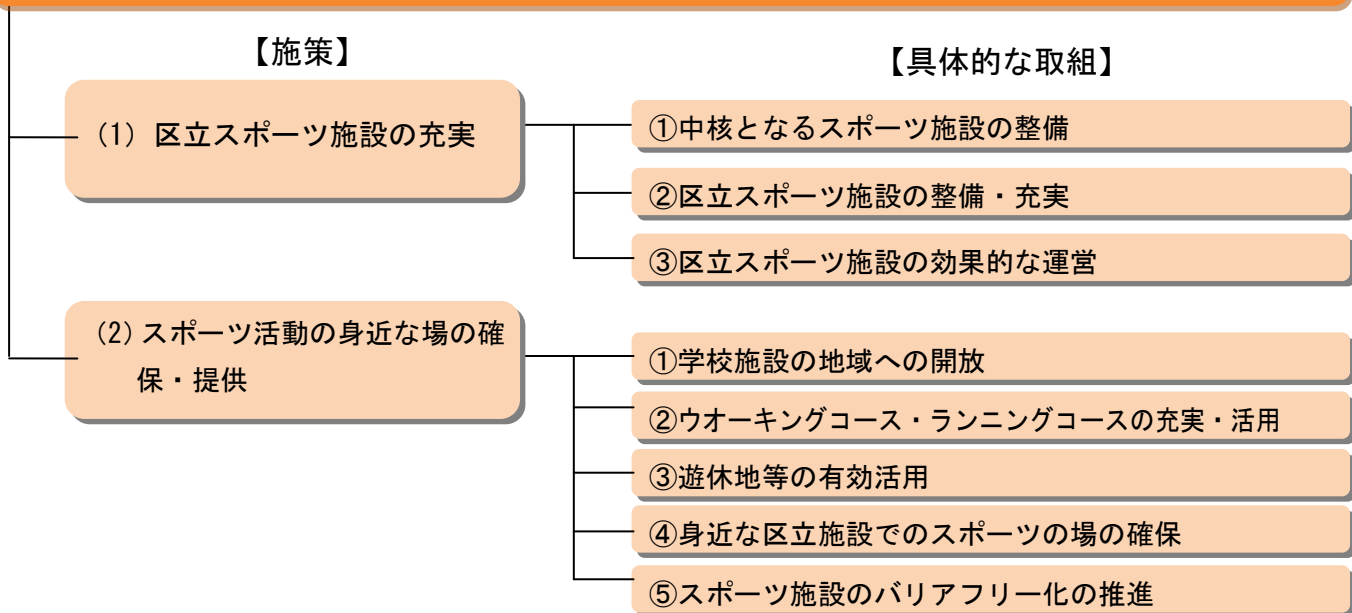 【施策】
【具体的な取組】
(1) 区立スポーツ施設の充実
①中核となるスポーツ施設の整備
②区立スポーツ施設の整備・充実
③区立スポーツ施設の効果的な運営
(2) スポーツ活動の身近な場の確
保・提供
①学校施設の地域への開放
②ウオーキングコース・ランニングコースの充実・活用
③遊休地等の有効活用
④身近な区立施設でのスポーツの場の確保
⑤スポーツ施設のバリアフリー化の推進